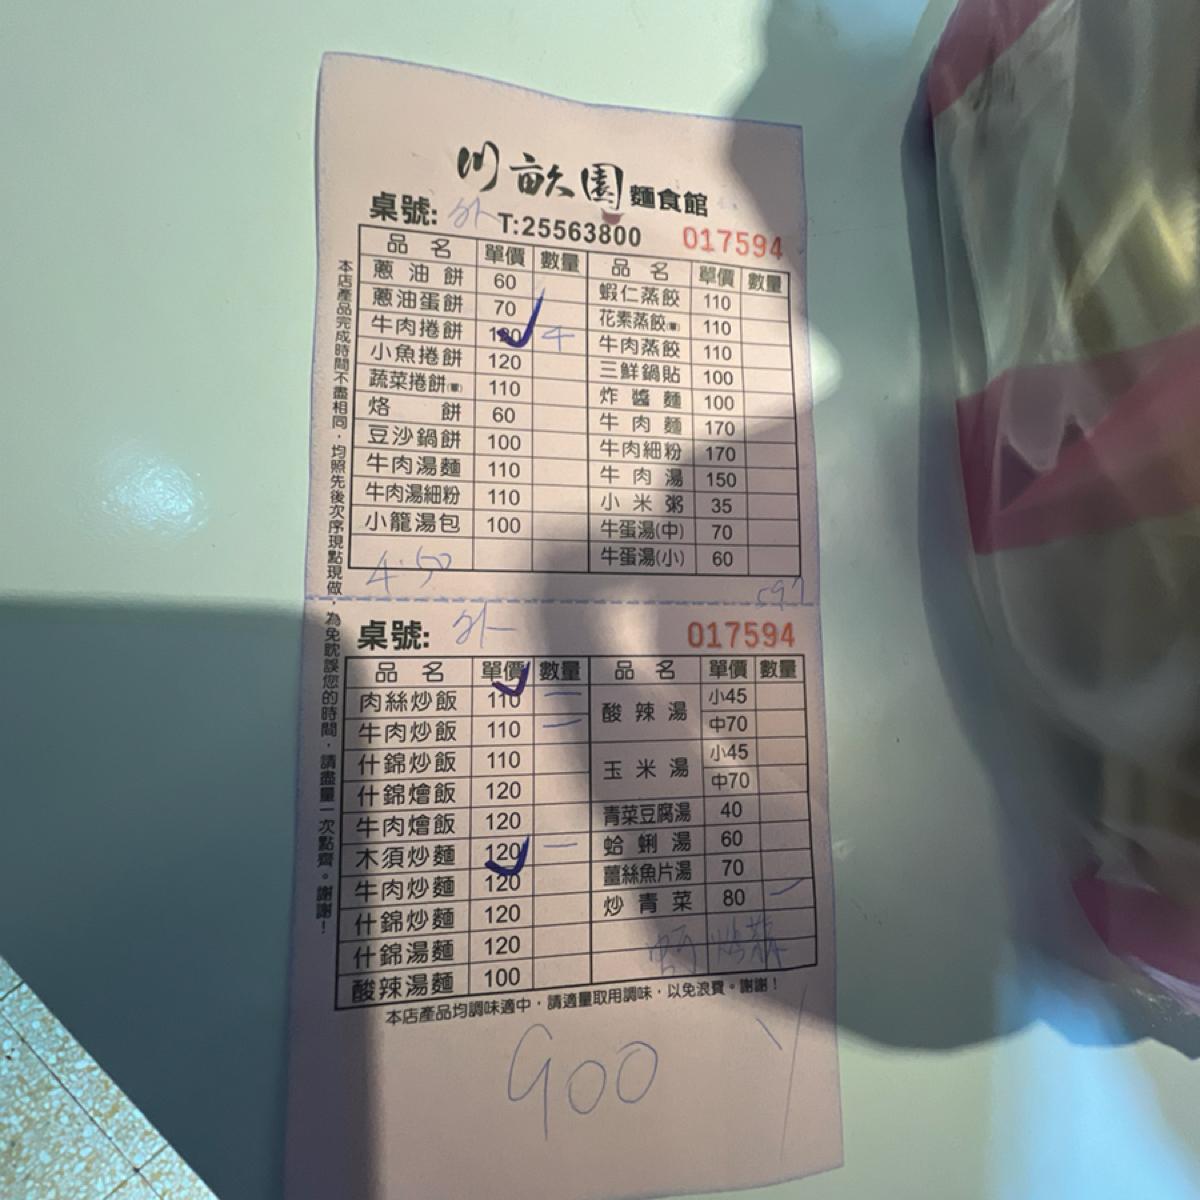 川畝園 麵食館
桌號: 外 T:25563800 017594
品名 單價 數量 品名 單價 數量
蔥油餅 60 蝦仁蒸餃 110
蔥油蛋餅 70 花素蒸餃(素) 110
牛肉捲餅 120 4 牛肉蒸餃 110
小魚捲餅 120 三鮮鍋貼 100
蔬菜捲餅(素) 110 炸醬麵 100
烙餅 60 牛肉麵 170
豆沙鍋餅 100 牛肉細粉 170
牛肉湯麵 110 牛肉湯 150
牛肉湯細粉 110 小米粥 35
小籠湯包 100 牛蛋湯(中) 70
牛蛋湯(小) 60
4:50 597
桌號: 外 017594
品名 單價 數量 品名 單價 數量
肉絲炒飯 110 一 酸辣湯 小45
牛肉炒飯 110 一 中70
什錦炒飯 110 玉米湯 小45
什錦燴飯 120 中70
牛肉燴飯 120 青菜豆腐湯 40
木須炒麵 120 一 蛤蜊湯 60
牛肉炒麵 120 薑絲魚片湯 70
什錦炒麵 120 炒青菜 80 一
什錦湯麵 120
酸辣湯麵 100
本店產品均調味適中，請適量取用調味，以免浪費。謝謝！
900
本店產品完成時間不盡相同，均照先後次序現點現做，為免耽誤您的時間，請盡量一次點齊。謝謝！